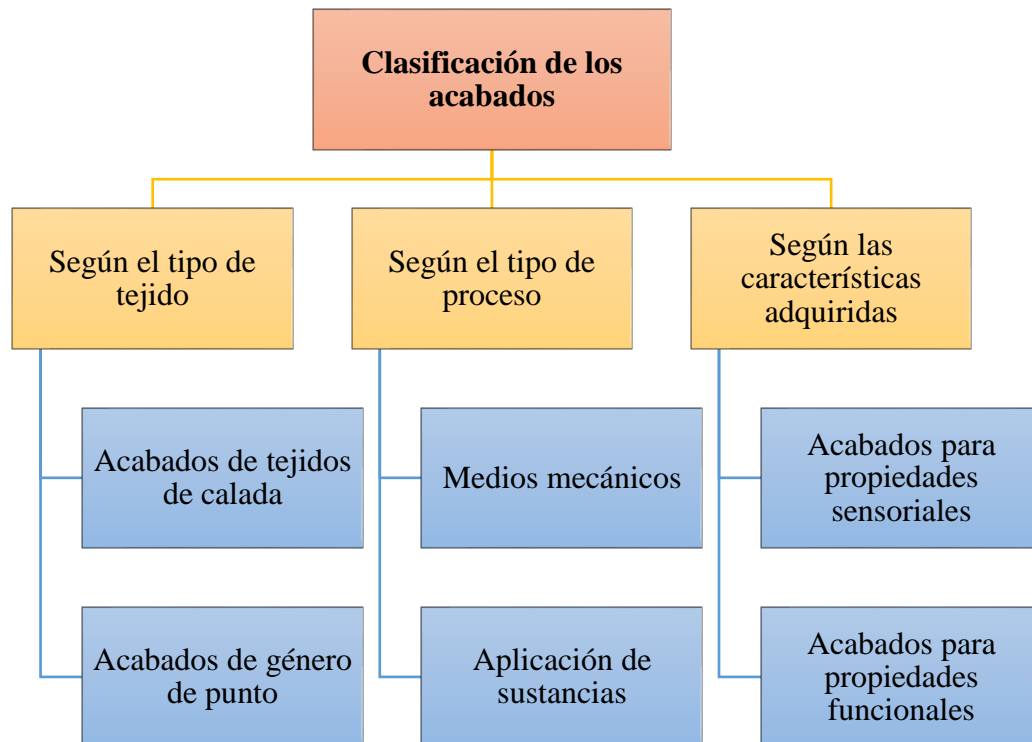 Clasificación de los
acabados
Según el tipo de
tejido
Acabados de tejidos
de calada
Acabados de género
de punto
Según el tipo de
proceso
Medios mecánicos
Aplicación de
sustancias
Según las
características
adquiridas
Acabados para
propiedades
sensoriales
Acabados para
propiedades
funcionales